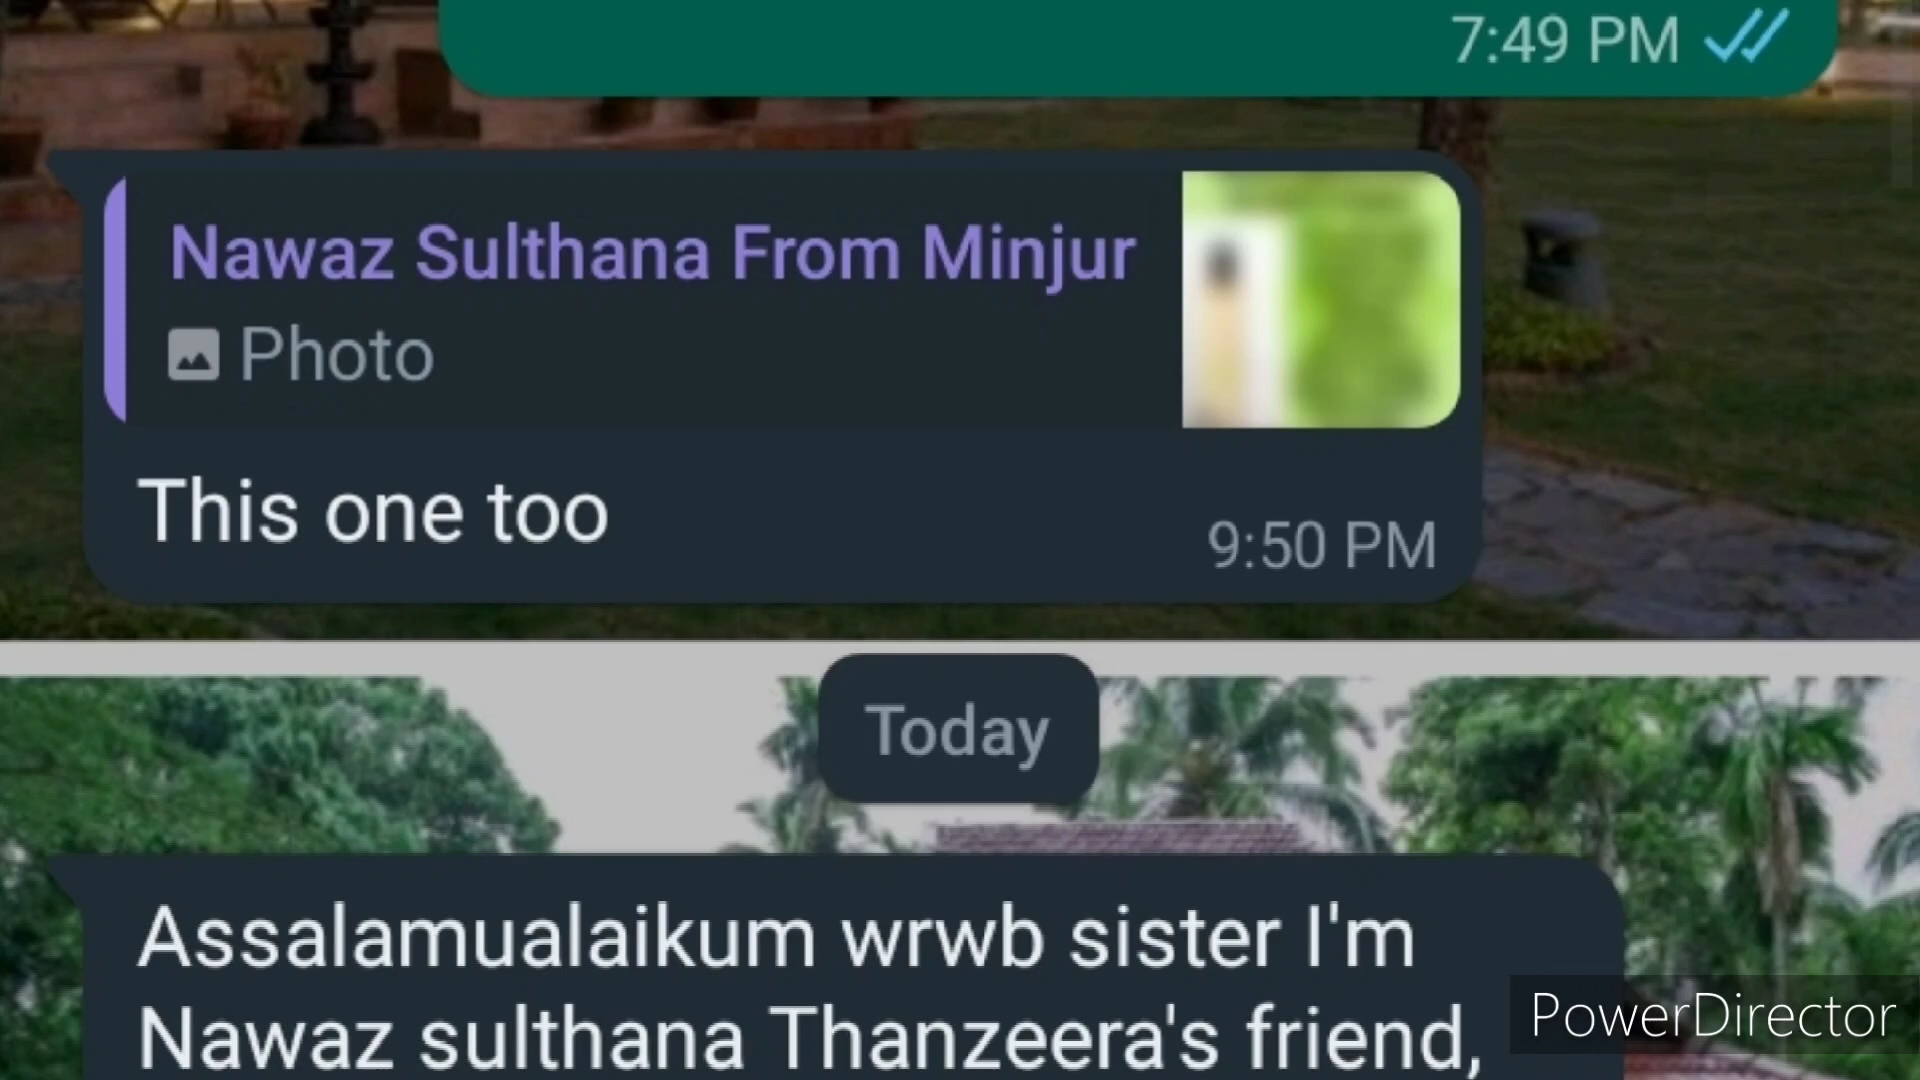 7:49 PM
Nawaz Sulthana From Minjur
Photo
This one too
9:50 PM
Today
Assalamualaikum wrwb sister I'm
Nawaz sulthana Thanzeera's friend,
PowerDirector